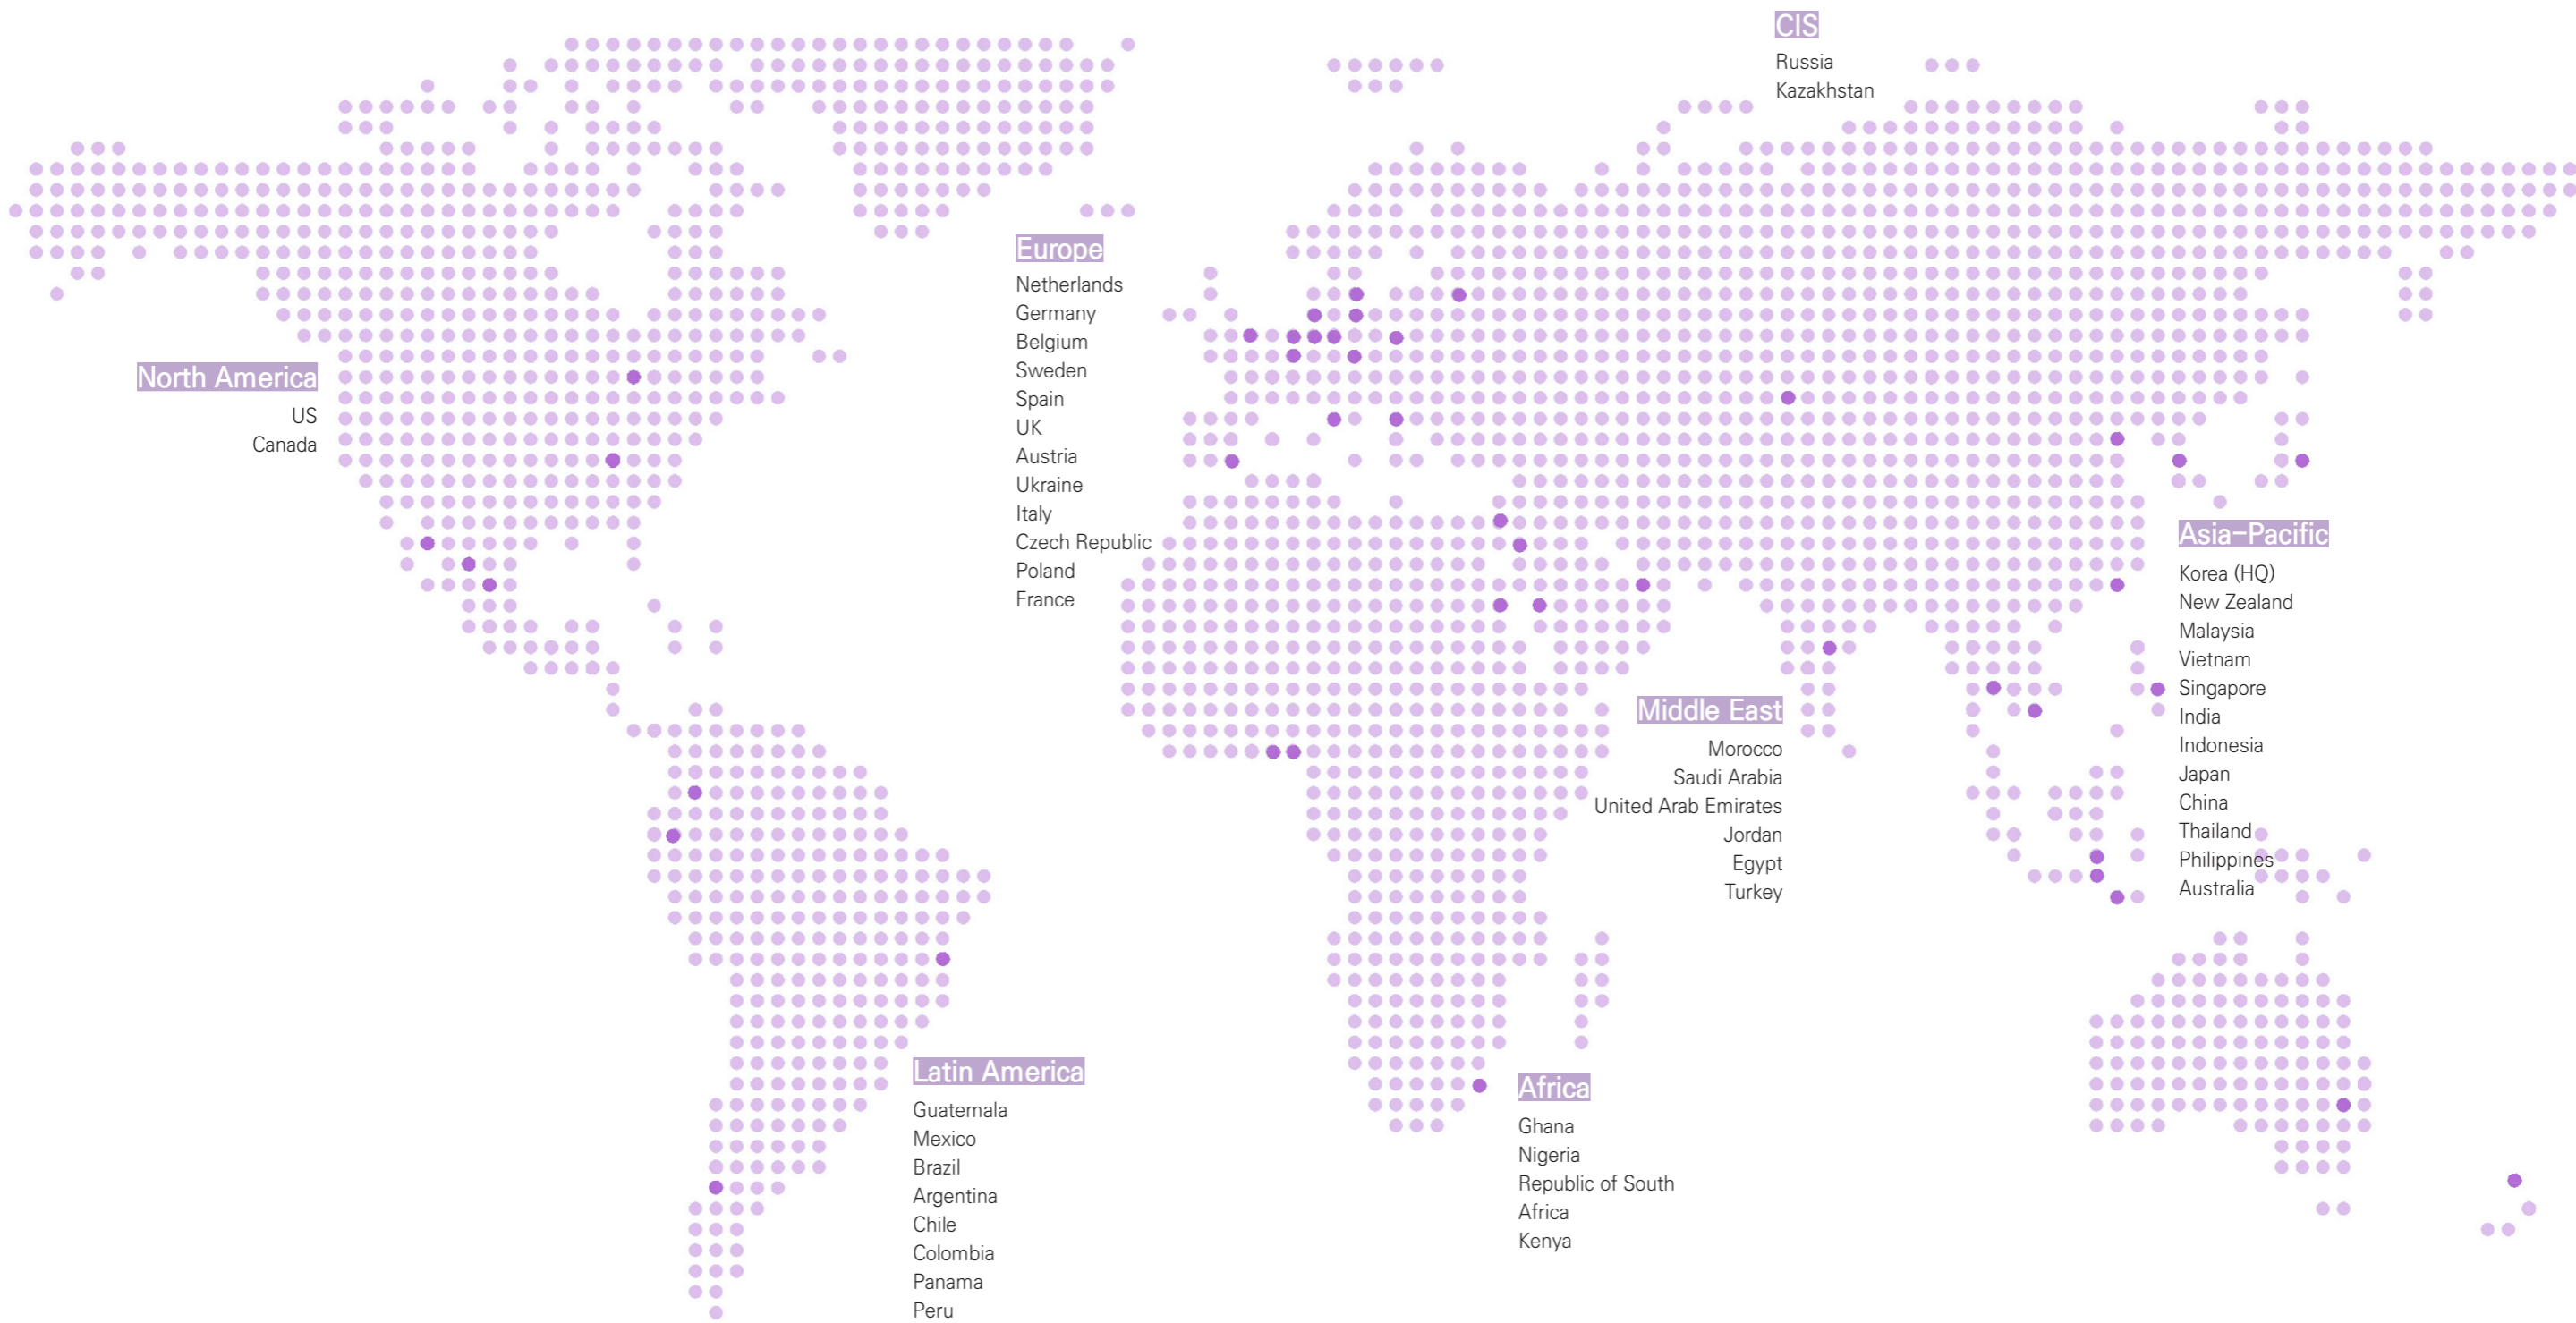 CIS
Russia
Kazakhstan
Europe
Netherlands
Germany
Belgium
Sweden
Spain
UK
Austria
Ukraine
Italy
Czech Republic
Poland
France
North America
US
Canada
Asia-Pacific
Korea (HQ)
New Zealand
Malaysia
Vietnam
Singapore
India
Indonesia
Japan
China
Thailand
Philippines
Australia
Middle East
Morocco
Saudi Arabia
United Arab Emirates
Jordan
Egypt
Turkey
Latin America
Guatemala
Mexico
Brazil
Argentina
Chile
Colombia
Panama
Peru
Africa
Ghana
Nigeria
Republic of South
Africa
Kenya